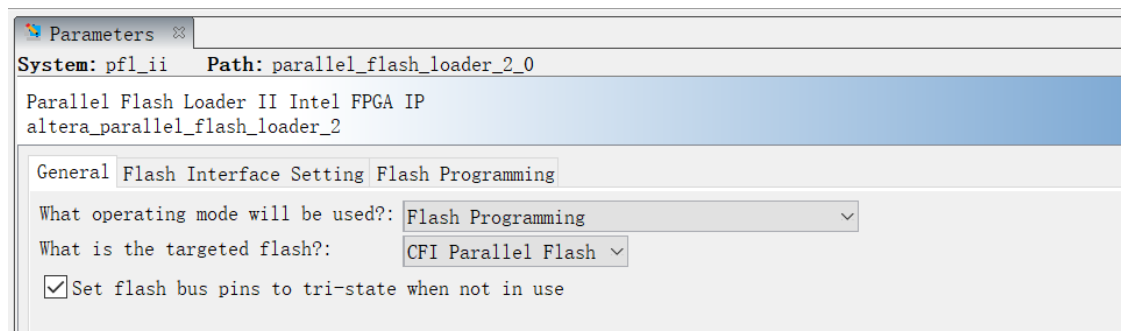 Parameters
System: pfl_ii Path: parallel_flash_loader_2_0
Parallel Flash Loader II Intel FPGA IP
altera_parallel_flash_loader_2
General Flash Interface Setting Flash Programming
What operating mode will be used?: Flash Programming
What is the targeted flash?: CFI Parallel Flash
Set flash bus pins to tri-state when not in use